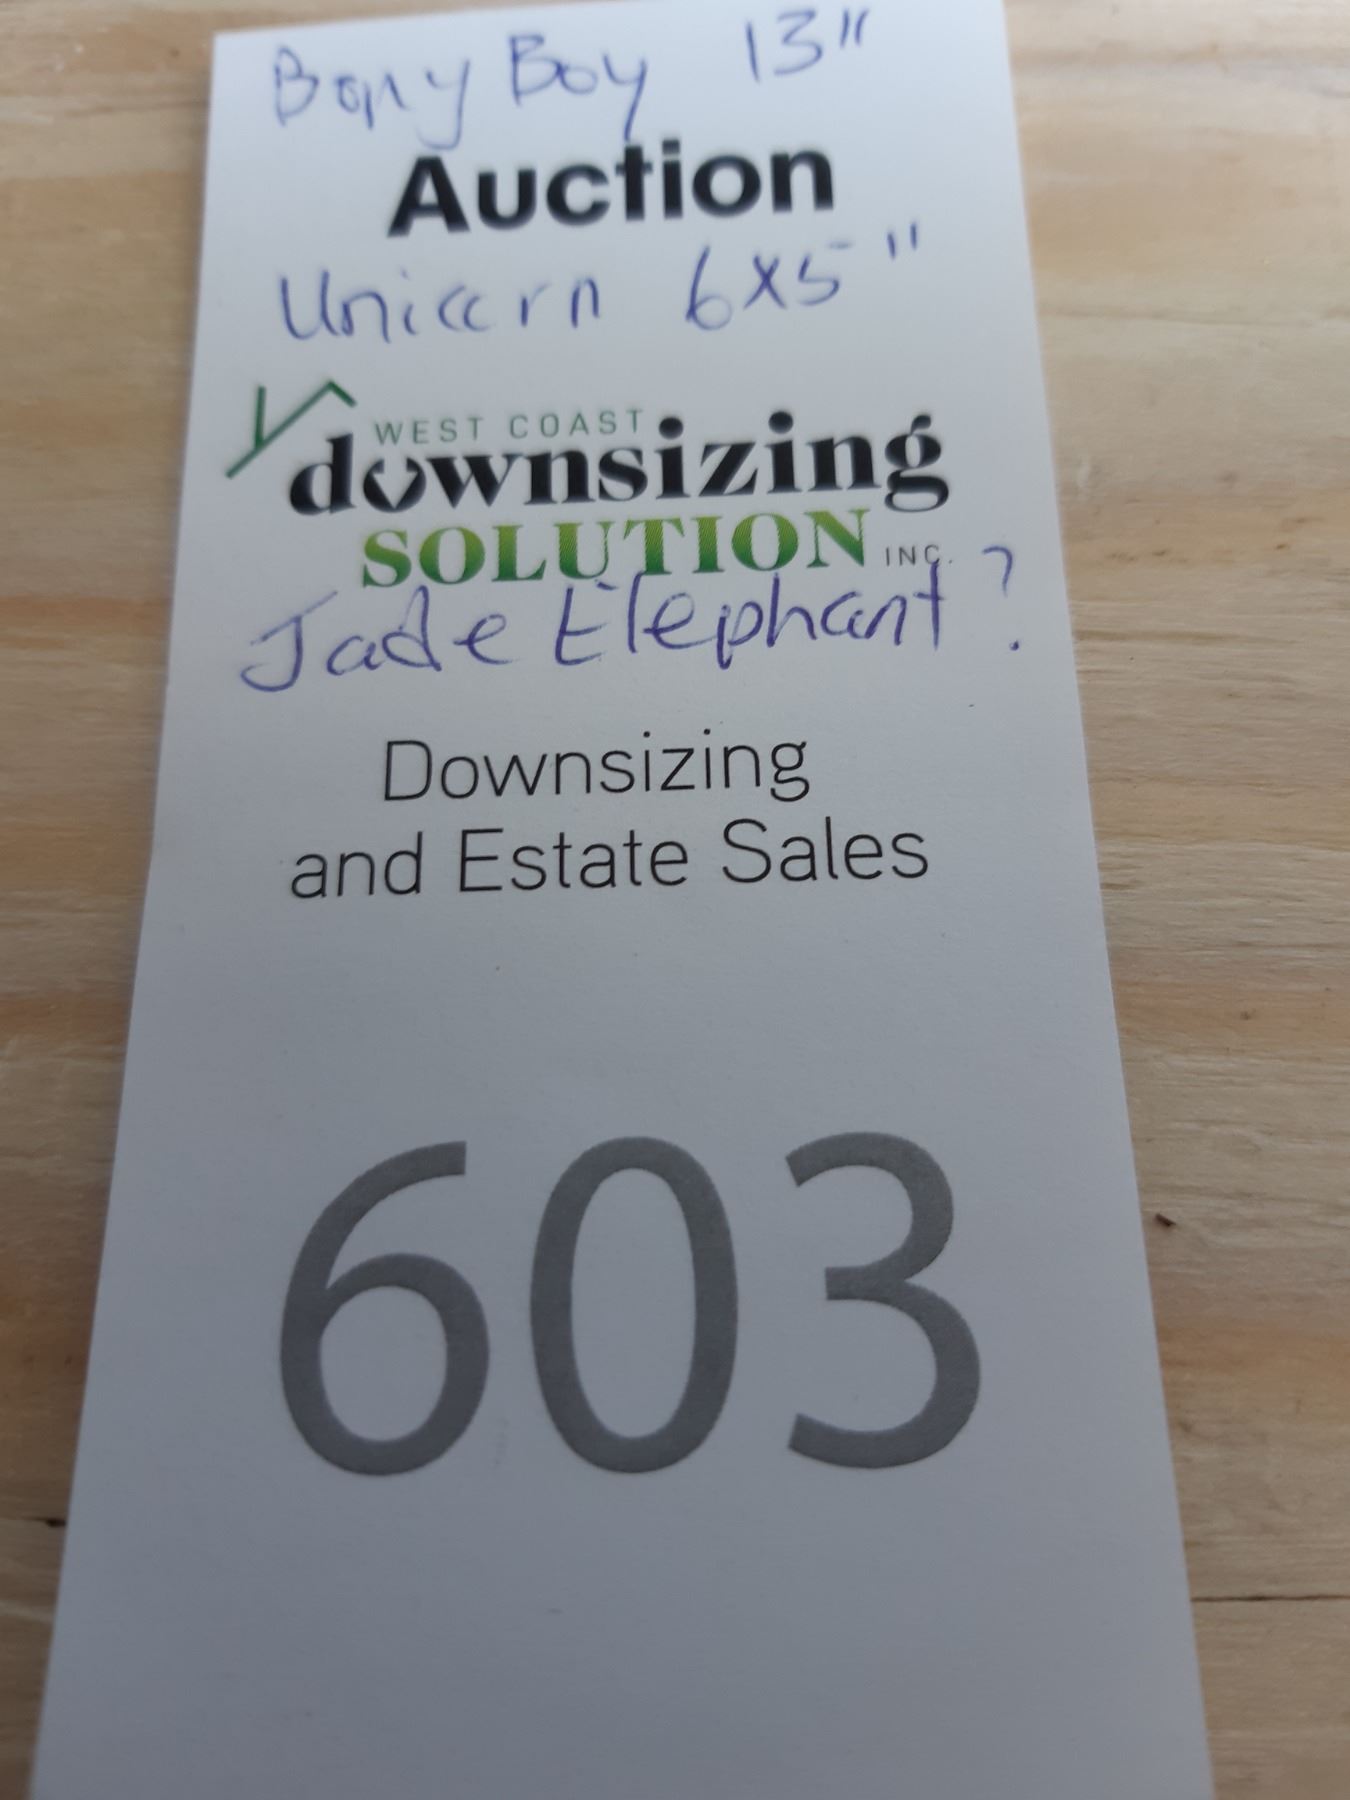 Bony Boy 13"
Auction
Unicorn 6x5"
WEST COAST
downsizing
SOLUTION INC.
Jade Elephant ?
Downsizing
and Estate Sales
603